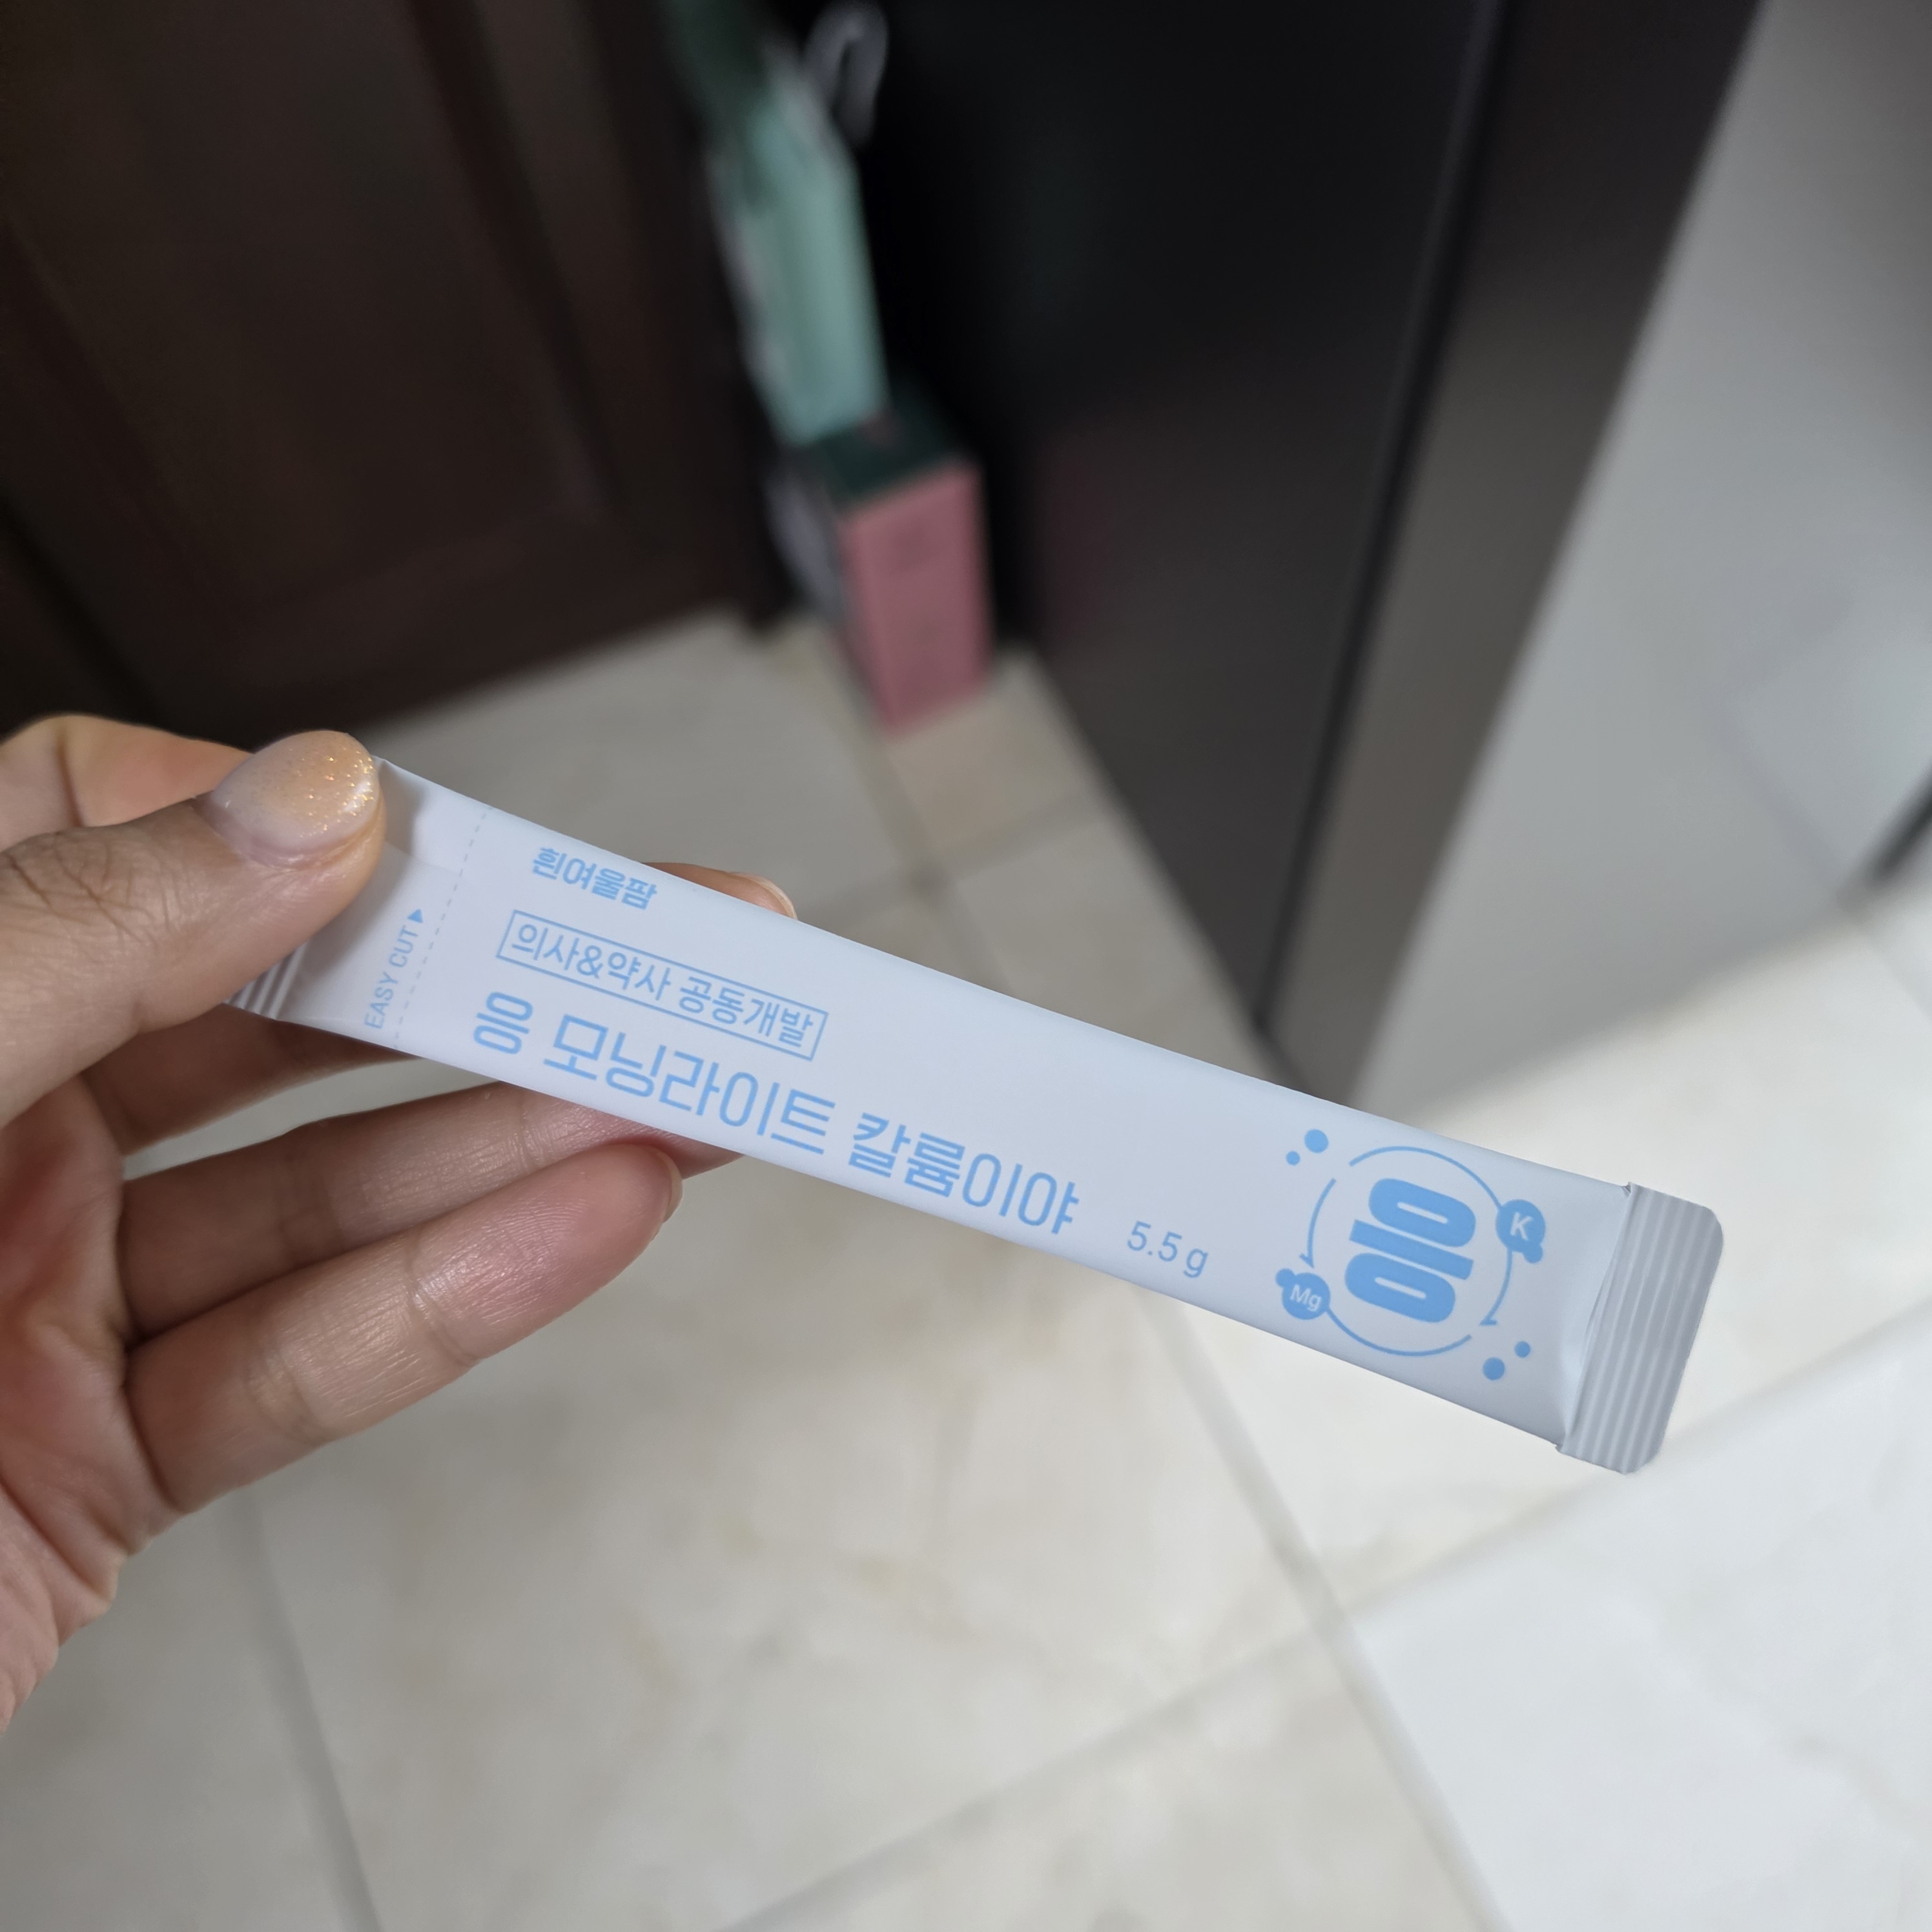 흰여울팜
의사&약사 공동개발
응 모닝라이트 칼륨이야
5.5 g
EASY CUT▲
응
K
Mg